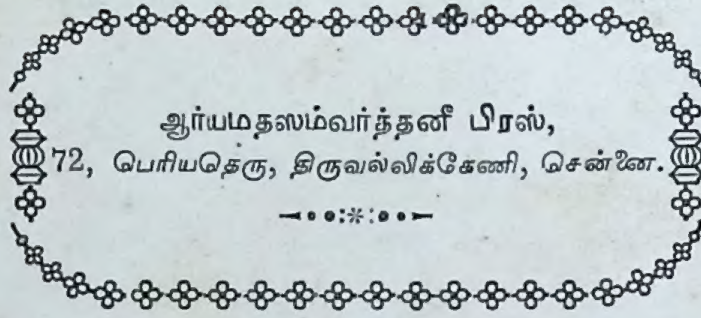 ஆர்யமதஸம்வர்த்தனீ பிரஸ்,
72, பெரியதெரு, திருவல்லிக்கேணி, சென்னை.